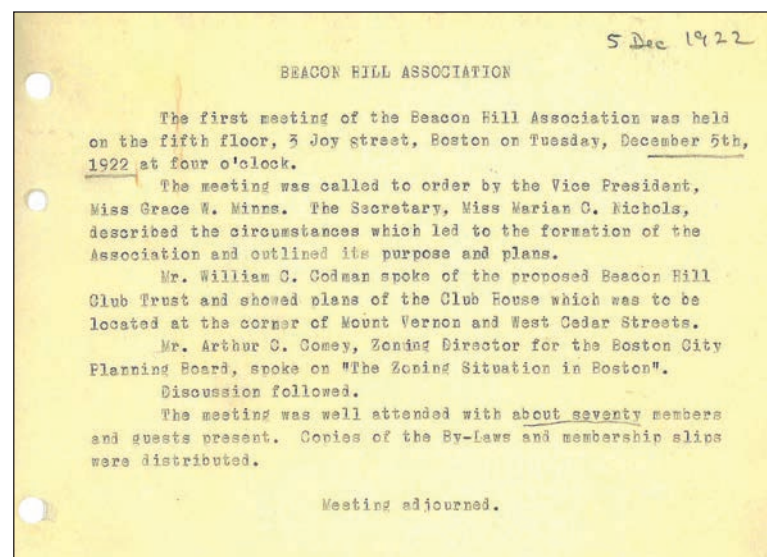 5 Dec 1922
BEACON HILL ASSOCIATION
The first meeting of the Beacon Hill Association was held
on the fifth floor, 3 Joy street, Boston on Tuesday, December 5th,
1922 at four o'clock.
The meeting was called to order by the Vice President,
Miss Grace W. Minns. The Secretary, Miss Marian C. Nichols,
described the circumstances which led to the formation of the
Association and outlined its purpose and plans.
Mr. William C. Codman spoke of the proposed Beacon Hill
Club Trust and showed plans of the Club House which was to be
located at the corner of Mount Vernon and West Cedar Streets.
Mr. Arthur C. Comey, Zoning Director for the Boston City
Planning Board, spoke on "The Zoning Situation in Boston".
Discussion followed.
The meeting was well attended with about seventy members
and guests present. Copies of the By-Laws and membership slips
were distributed.
Meeting adjourned.